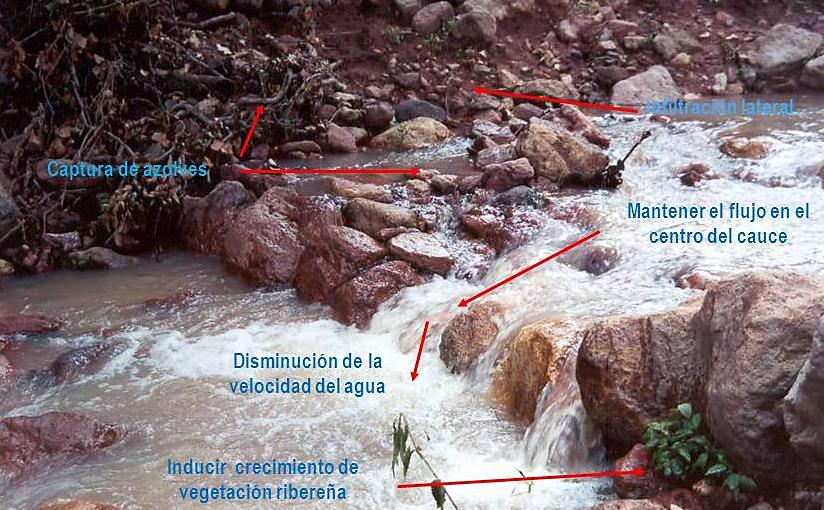 Infiltración lateral
Captura de azolves
Mantener el flujo en el
centro del cauce
Disminución de la
velocidad del agua
Inducir crecimiento de
vegetación ribereña